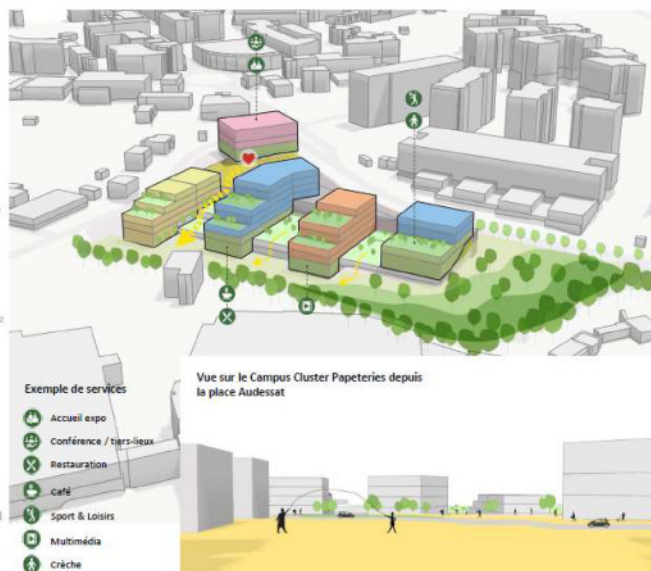 Exemple de services
Accueil expo
Conférence / tiers-lieux
Restauration
Café
Sport & Loisirs
Multimédia
Crèche
Vue sur le Campus Cluster Papeteries depuis
la place Audessat